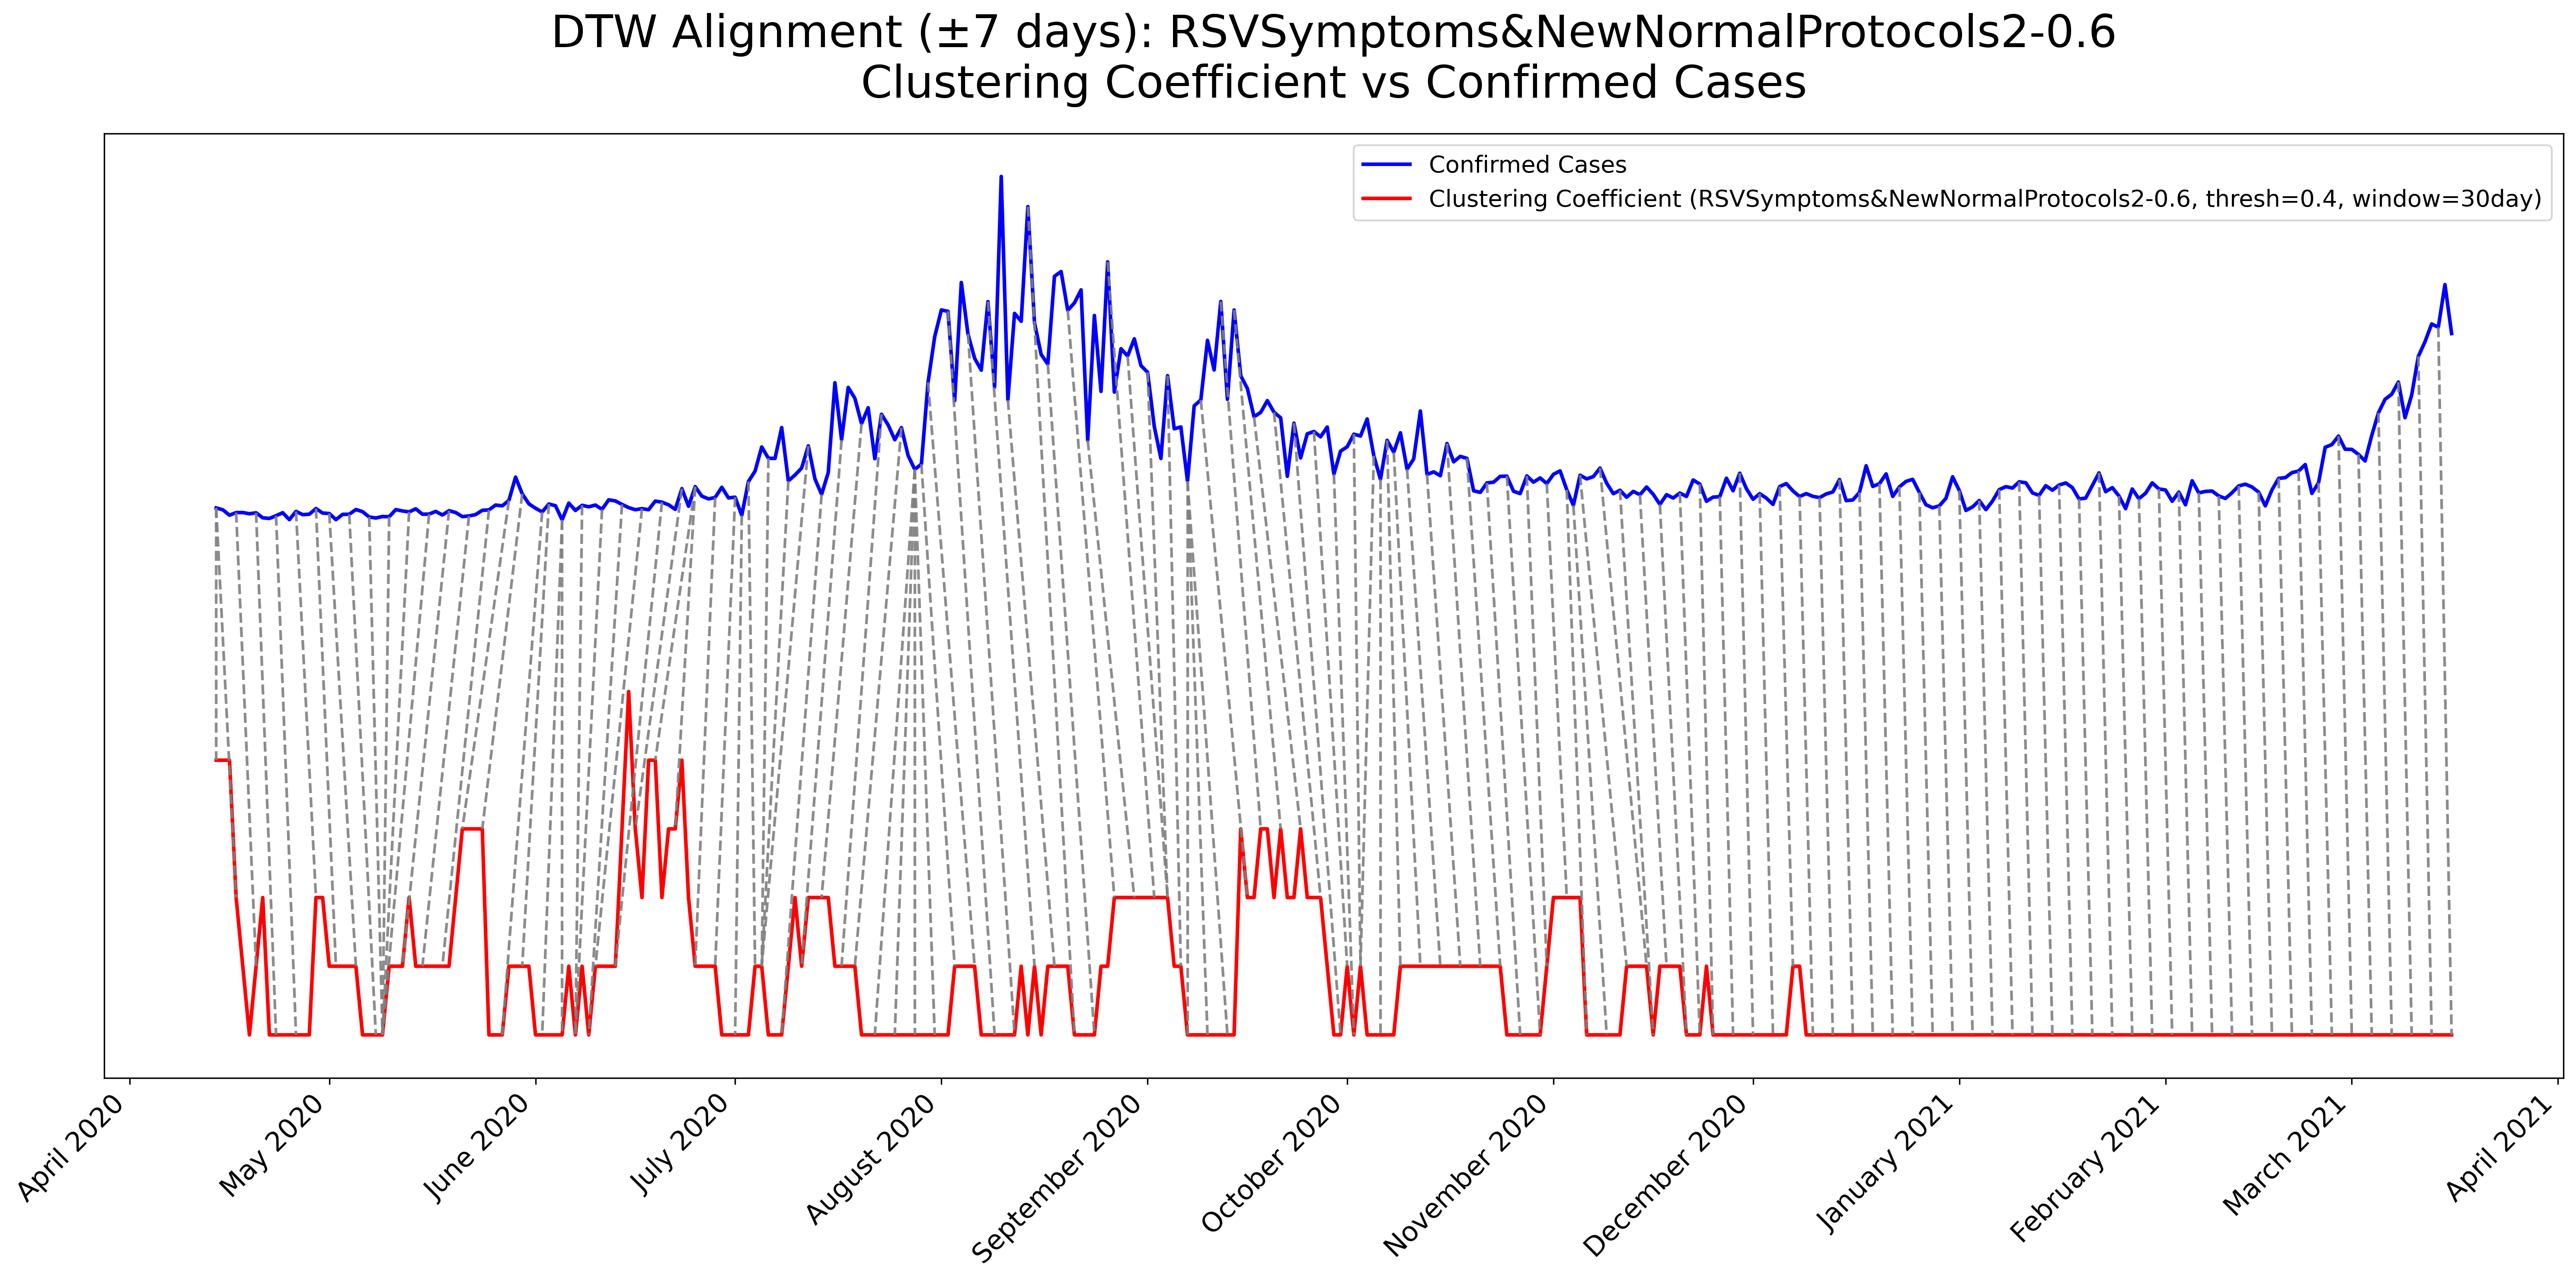 DTW Alignment (±7 days): RSVSymptoms&NewNormalProtocols2-0.6
Clustering Coefficient vs Confirmed Cases
Confirmed Cases
Clustering Coefficient (RSVSymptoms&NewNormalProtocols2-0.6, thresh=0.4, window=30day)
April 2020
May 2020
June 2020
July 2020
August 2020
September 2020
October 2020
November 2020
December 2020
January 2021
February 2021
March 2021
April 2021